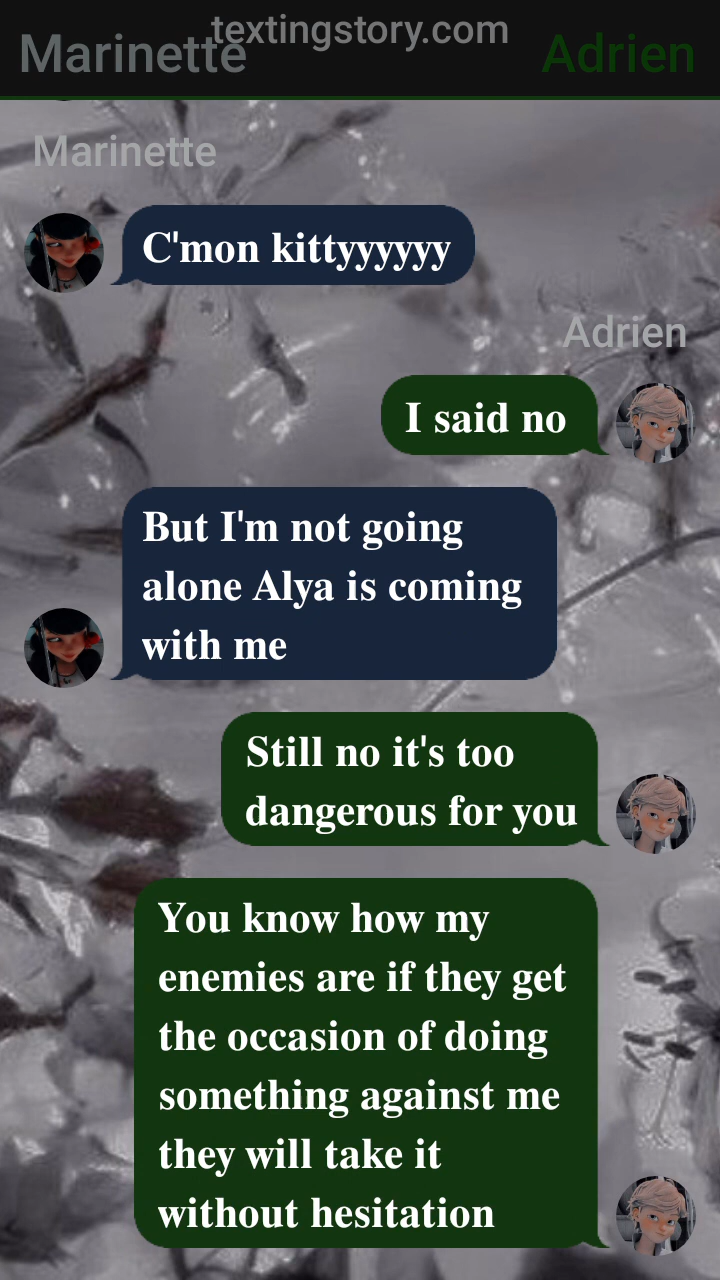 textingstory.com
Marinette
Adrien
Marinette
C'mon kittyyyyyy
Adrien
I said no
But I'm not going
alone Alya is coming
with me
Still no it's too
dangerous for you
You know how my
enemies are if they get
the occasion of doing
something against me
they will take it
without hesitation